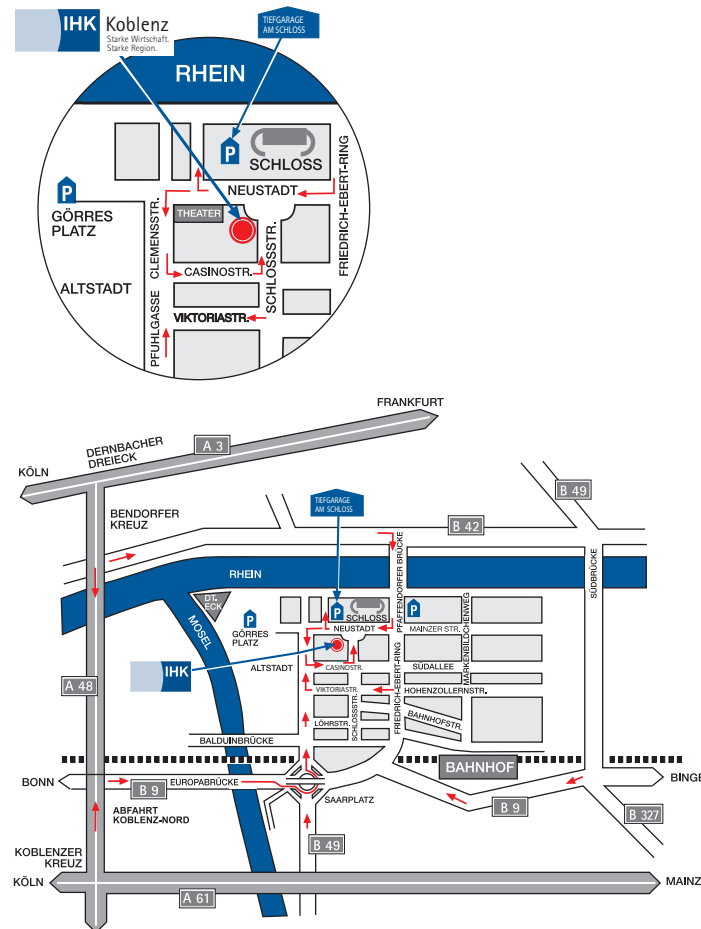 IHK Koblenz
Starke Wirtschaft.
Starke Region.
TIEFGARAGE
AM SCHLOSS
RHEIN
P
SCHLOSS
NEUSTADT
FRIEDRICH-EBERT-RING
P
GÖRRES
PLATZ
CLEMENSSTR.
THEATER
SCHLOSSSTR.
CASINOSTR.
ALTSTADT
VIKTORIASTR.
PFUHLGASSE
FRANKFURT
A 3
DERNBACHER
DREIECK
KÖLN
B 49
BENDORFER
KREUZ
TIEFGARAGE
AM SCHLOSS
B 42
RHEIN
PFAFFENDORFER BRÜCKE
SÜDBRÜCKE
DT.
ECK
MOSEL
P
GÖRRES
PLATZ
P
SCHLOSS
NEUSTADT
P
MAINZER STR.
MARKENBILDCHENWEG
ALTSTADT
IHK
CASINOSTR.
SÜDALLEE
A 48
VIKTORIASTR.
HOHENZOLLERNSTR.
FRIEDRICH-EBERT-RING
SCHLOSSSTR.
LÖHRSTR.
BAHNHOFSTR.
BALDUINBRÜCKE
BAHNHOF
BONN
B 9
EUROPABRÜCKE
SAARPLATZ
B 9
BINGE
ABFAHRT
KOBLENZ-NORD
B 327
KOBLENZER
KREUZ
B 49
KÖLN
A 61
MAINZ